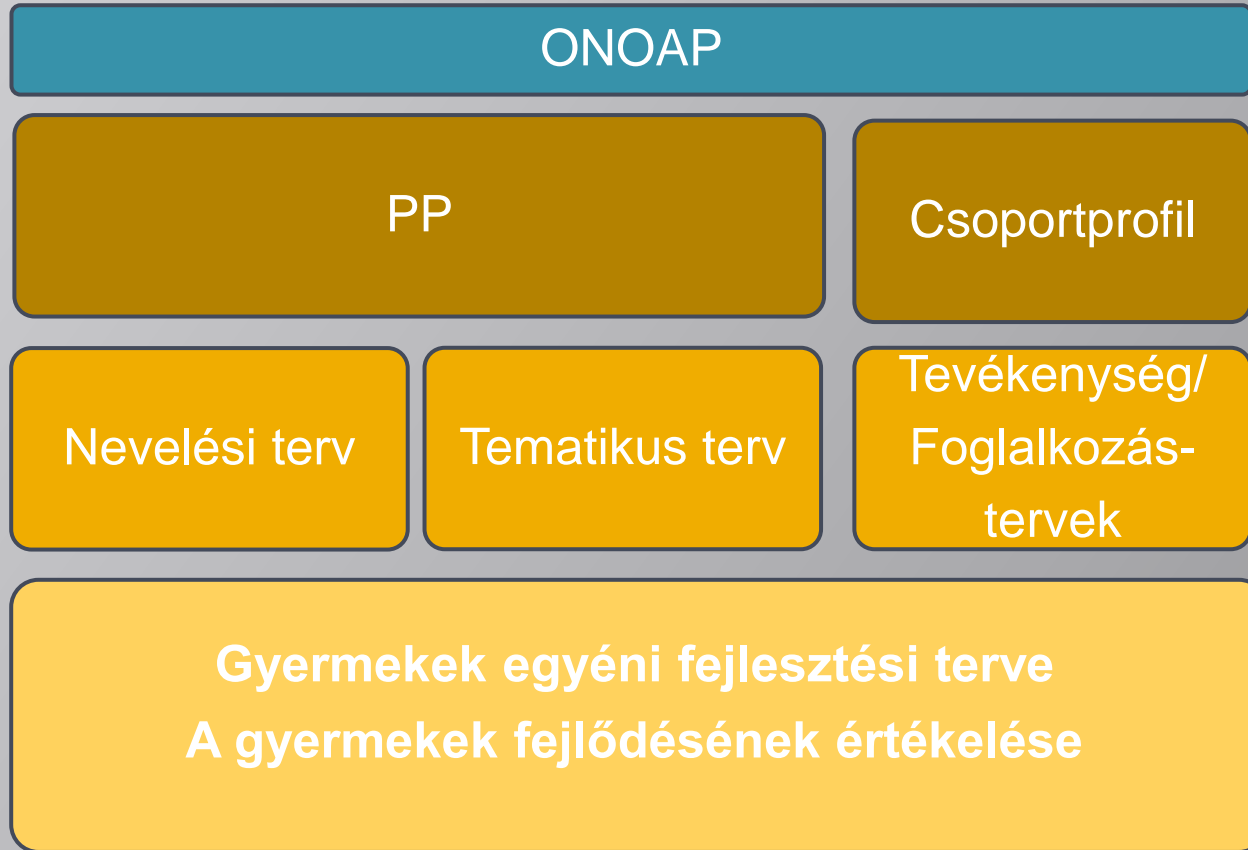 ONOAP
PP
Csoportprofil
Nevelési terv
Tematikus terv
Tevékenység/
Foglalkozás-
tervek
Gyermekek egyéni fejlesztési terve
A gyermekek fejlődésének értékelése